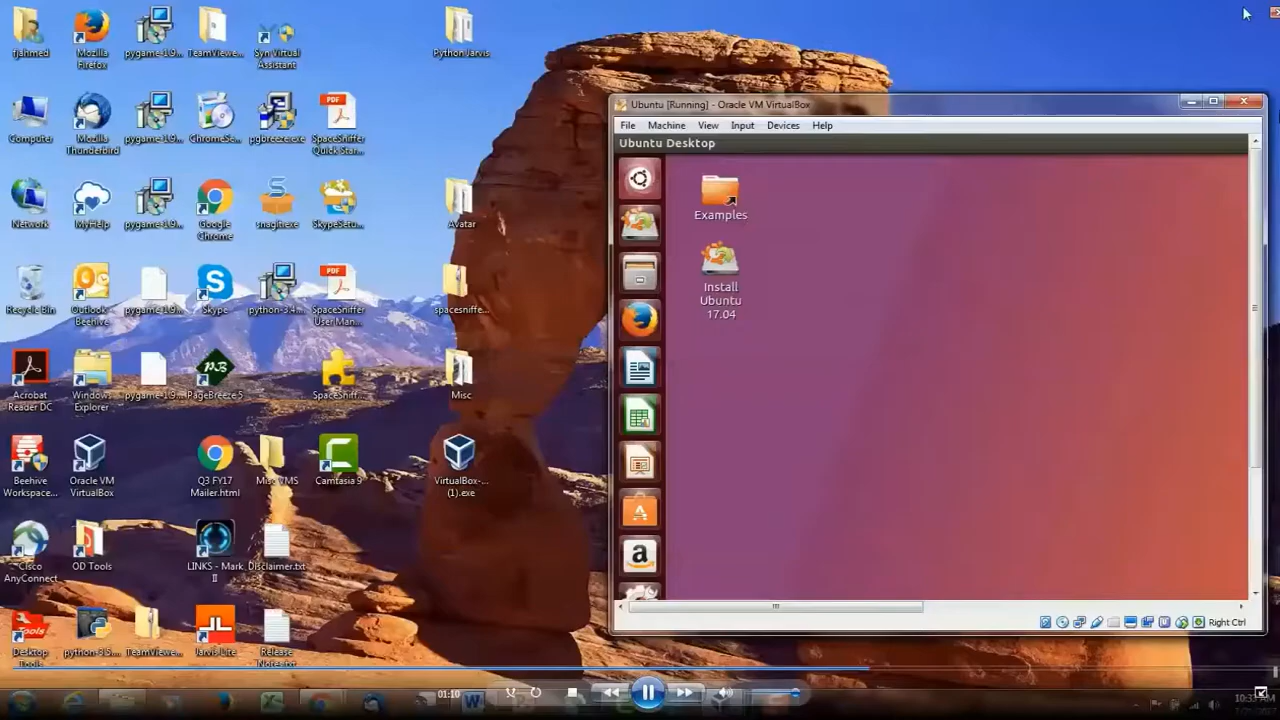 fjahmed
Mozilla
Firefox
pygame-1.9...
TeamViewe...
Syn Virtual
Assistant
Python Jarvis
Computer
Mozilla
Thunderbird
pygame-1.9...
ChromeSe...
pgbreeze.exe
SpaceSniffer
Quick Star...
Network
MyHelp
pygame-1.9...
Google
Chrome
snagit.exe
SkypeSetu...
Avatar
Recycle Bin
Outlook -
Beehive
pygame-1.9...
Skype
python-3.4....
SpaceSniffer
User Man...
spacesniffe...
Acrobat
Reader DC
Windows
Explorer
pygame-1.9...
PageBreeze 5
SpaceSniff...
Misc
Beehive
Workspace...
Oracle VM
VirtualBox
Q3 FY17
Mailer.html
Misc VMS
Camtasia 9
VirtualBox-...
(1).exe
Cisco
AnyConnect
OD Tools
LINKS - Mark
II
Disclaimer.txt
Desktop
Tools
python-3.5....
TeamViewe...
Jarvis Lite
Release
Notes.txt
Ubuntu [Running] - Oracle VM VirtualBox
File Machine View Input Devices Help
Ubuntu Desktop
Examples
Install
Ubuntu
17.04
Right Ctrl
01:10